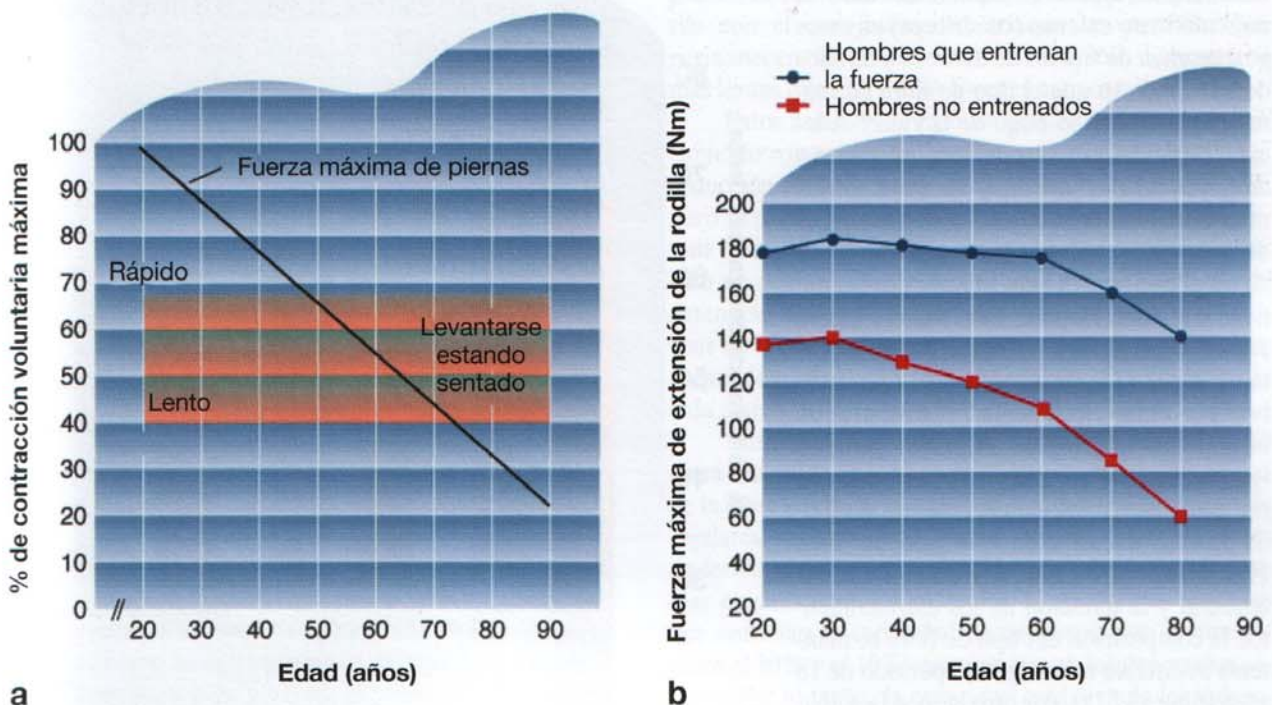 % de contracción voluntaria máxima
100
90
80
70
60
50
40
30
20
10
0
Fuerza máxima de piernas
Rápido
Levantarse
estando
sentado
Lento
20 30 40 50 60 70 80 90
Edad (años)
a
Fuerza máxima de extensión de la rodilla (Nm)
Hombres que entrenan
la fuerza
Hombres no entrenados
200
180
160
140
120
100
80
60
40
20
20 30 40 50 60 70 80 90
Edad (años)
b